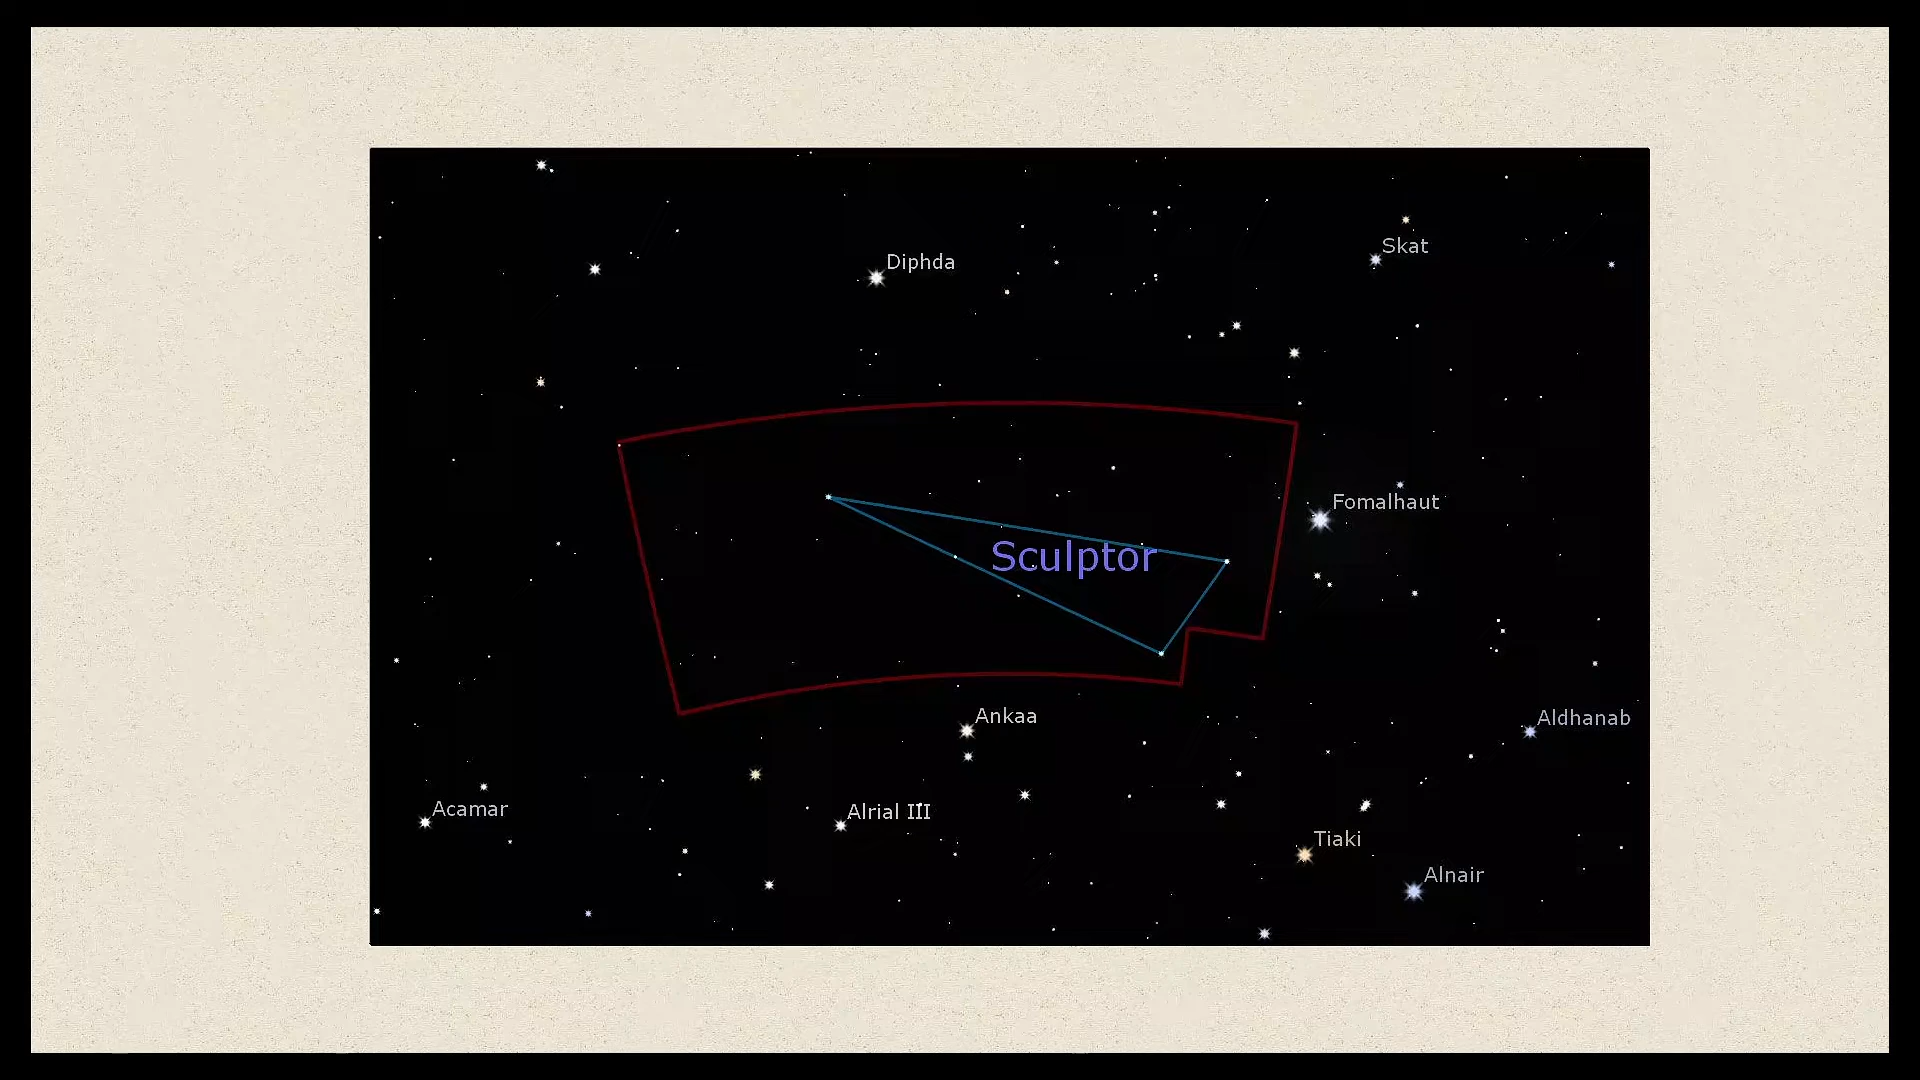 Skat
Diphda
Fomalhaut
Sculptor
Ankaa
Aldhanab
Acamar
Alrial III
Tiaki
Alnair